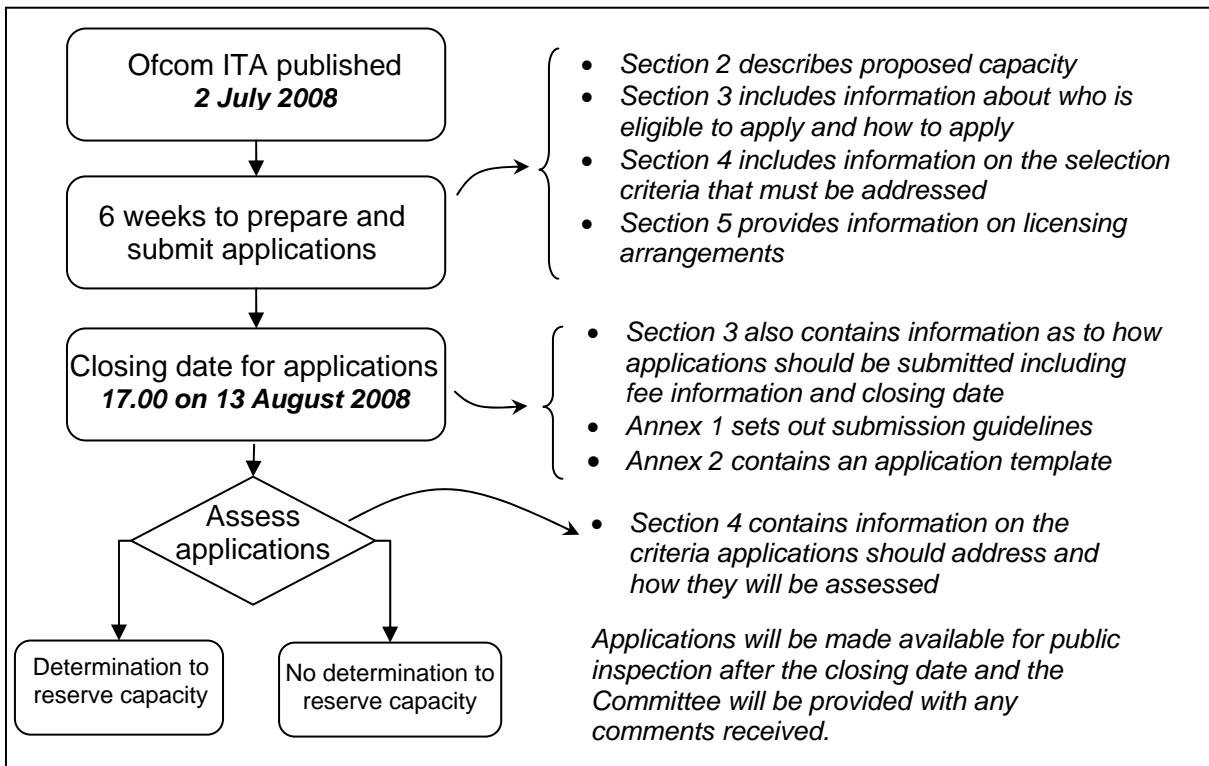 Ofcom ITA published
2 July 2008
• Section 2 describes proposed capacity
• Section 3 includes information about who is
eligible to apply and how to apply
• Section 4 includes information on the selection
criteria that must be addressed
• Section 5 provides information on licensing
arrangements
6 weeks to prepare and
submit applications
Closing date for applications
17.00 on 13 August 2008
• Section 3 also contains information as to how
applications should be submitted including
fee information and closing date
• Annex 1 sets out submission guidelines
• Annex 2 contains an application template
Assess
applications
• Section 4 contains information on the
criteria applications should address and
how they will be assessed
Determination to
reserve capacity
No determination to
reserve capacity
Applications will be made available for public
inspection after the closing date and the
Committee will be provided with any
comments received.